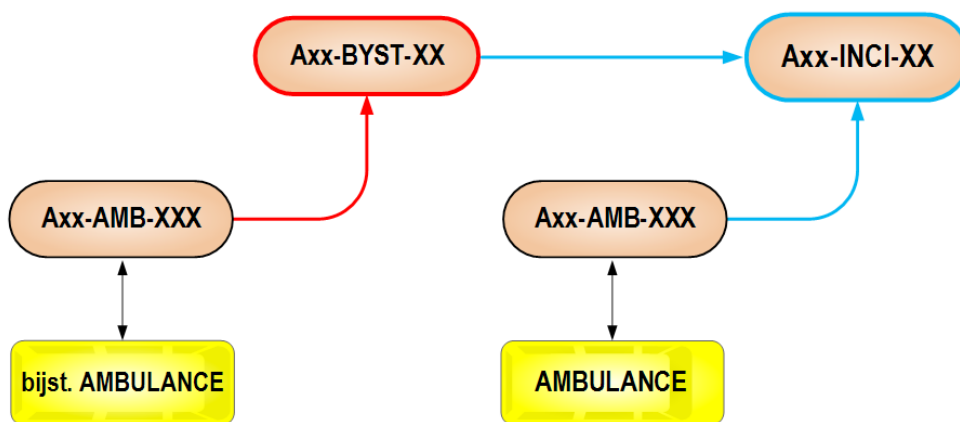 Axx-BYST-XX
Axx-INCI-XX
Axx-AMB-XXX
Axx-AMB-XXX
bijst. AMBULANCE
AMBULANCE